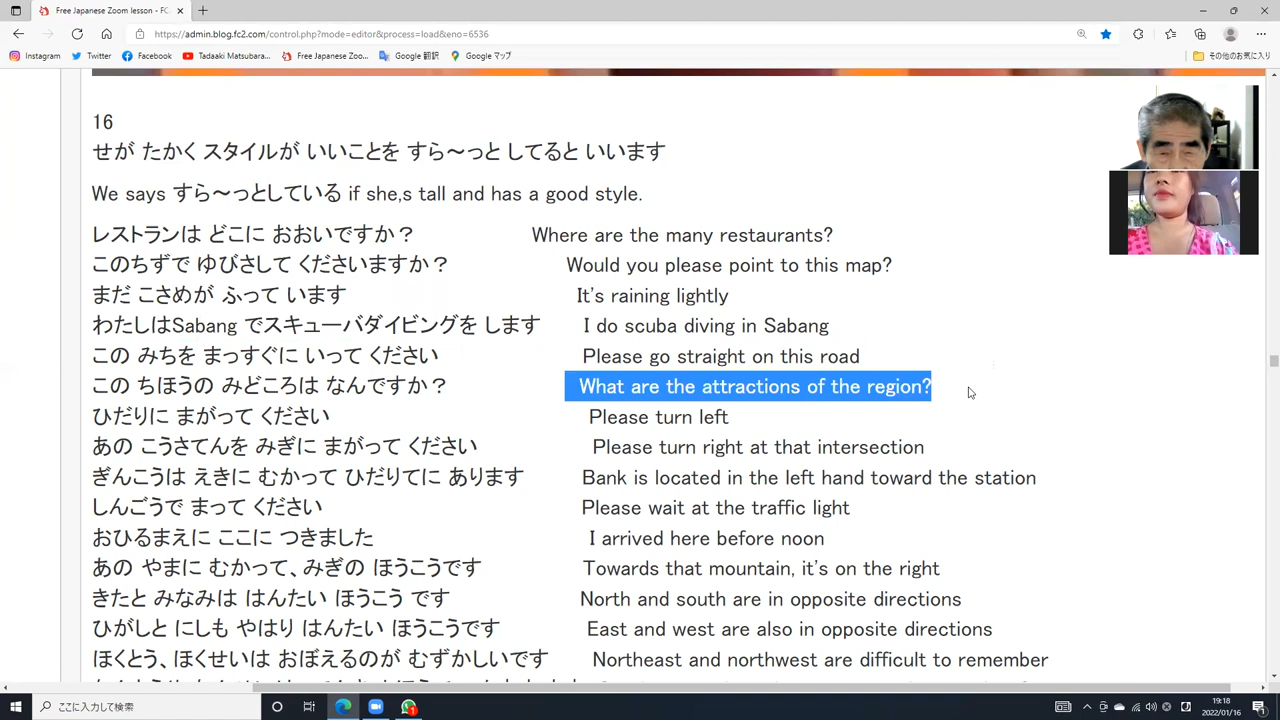 Free Japanese Zoom lesson - FC
https://admin.blog.fc2.com/control.php?mode=editor&process=load&eno=6536
Instagram Twitter Facebook Tadaaki Matsubara... Free Japanese Zoo... Google 翻訳 Google マップ その他のお気に入り
16
せが たかく スタイルが いいことを すら～っと してると いいます
We says すら～っとしている if she,s tall and has a good style.
レストランは どこに おおいですか？ Where are the many restaurants?
このちずで ゆびさして くださいますか？ Would you please point to this map?
まだ こさめが ふって います It's raining lightly
わたしはSabang でスキューバダイビングを します I do scuba diving in Sabang
この みちを まっすぐに いって ください Please go straight on this road
この ちほうの みどころは なんですか？ What are the attractions of the region?
ひだりに まがって ください Please turn left
あの こうさてんを みぎに まがって ください Please turn right at that intersection
ぎんこうは えきに むかって ひだりてに あります Bank is located in the left hand toward the station
しんごうで まって ください Please wait at the traffic light
おひるまえに ここに つきました I arrived here before noon
あの やまに むかって、みぎの ほうこうです Towards that mountain, it's on the right
きたと みなみは はんたい ほうこう です North and south are in opposite directions
ひがしと にしも やはり はんたい ほうこうです East and west are also in opposite directions
ほくとう、ほくせいは おぼえるのが むずかしいです Northeast and northwest are difficult to remember
ここに入力して検索
19:18
2022/01/16